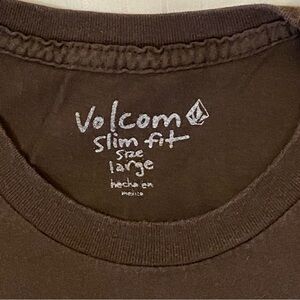 Volcom
slim fit
size
large
hecho en
mexico